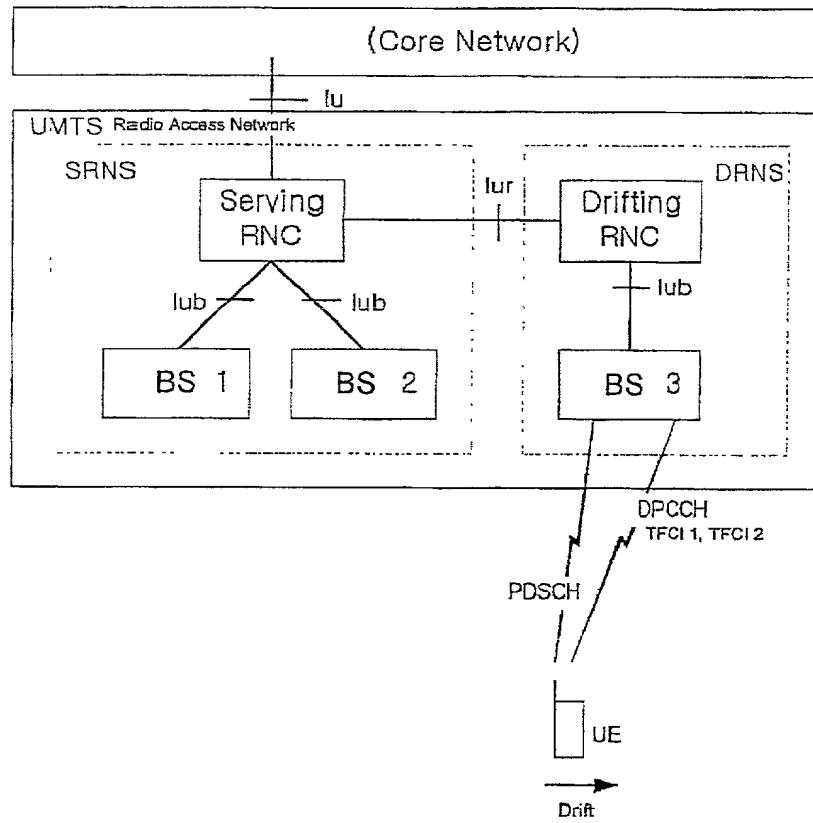 (Core Network)
Iu
UMTS Radio Access Network
SRNS
DRNS
Serving
RNC
Iur
Drifting
RNC
Iub
Iub
Iub
BS 1
BS 2
BS 3
DPCCH
TFCI 1, TFCI 2
PDSCH
UE
Drift